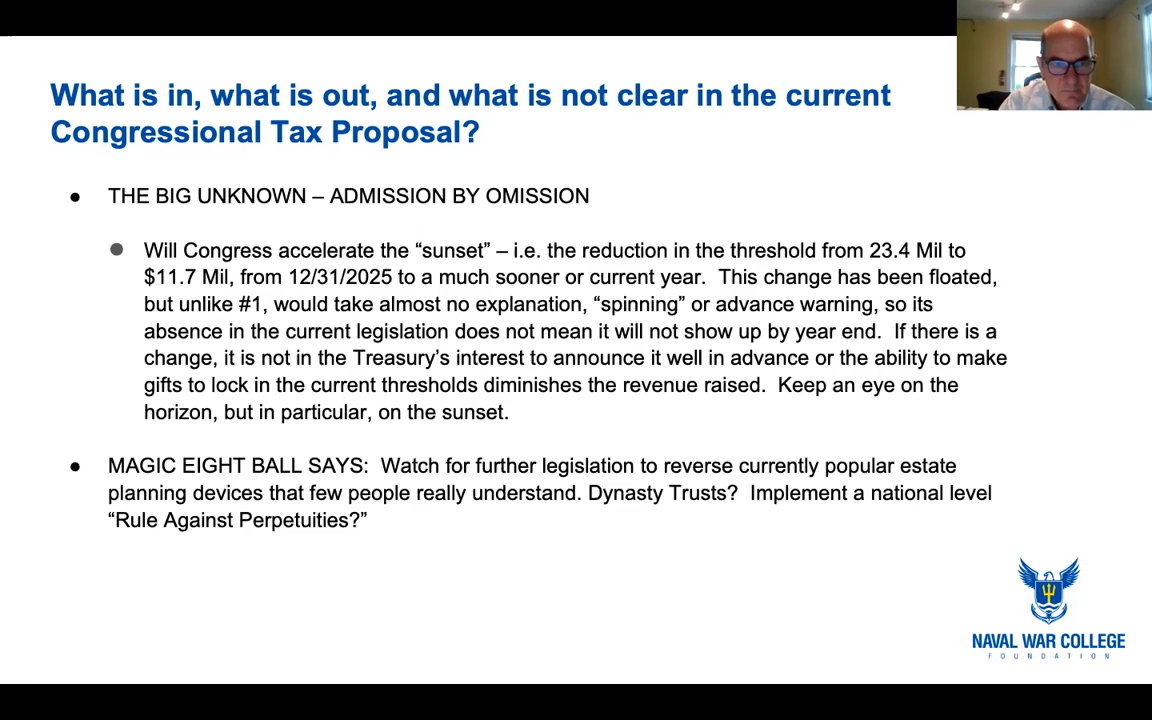 What is in, what is out, and what is not clear in the current
Congressional Tax Proposal?
● THE BIG UNKNOWN – ADMISSION BY OMISSION
● Will Congress accelerate the “sunset” – i.e. the reduction in the threshold from 23.4 Mil to
$11.7 Mil, from 12/31/2025 to a much sooner or current year.  This change has been floated,
but unlike #1, would take almost no explanation, “spinning” or advance warning, so its
absence in the current legislation does not mean it will not show up by year end.  If there is a
change, it is not in the Treasury’s interest to announce it well in advance or the ability to make
gifts to lock in the current thresholds diminishes the revenue raised.  Keep an eye on the
horizon, but in particular, on the sunset.
● MAGIC EIGHT BALL SAYS:  Watch for further legislation to reverse currently popular estate
planning devices that few people really understand. Dynasty Trusts?  Implement a national level
“Rule Against Perpetuities?”
NAVAL WAR COLLEGE
FOUNDATION